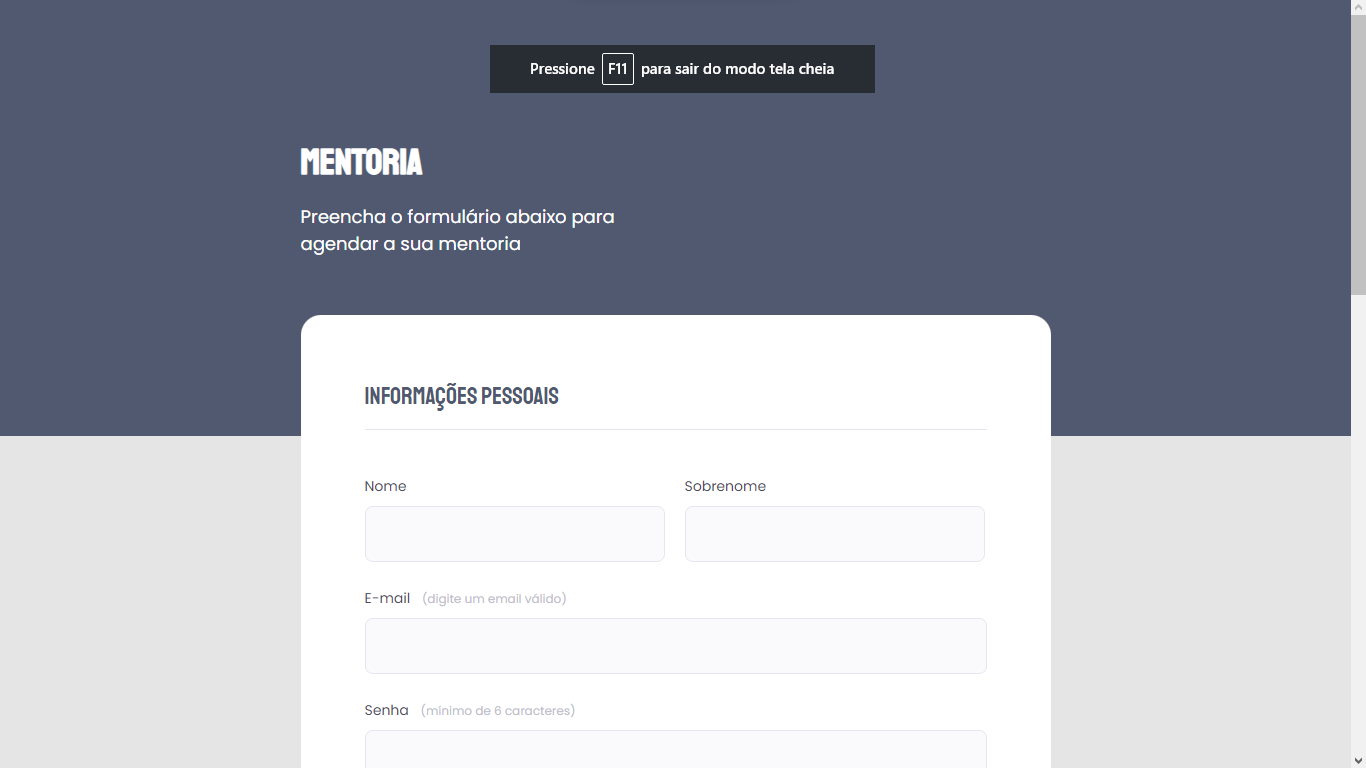 Pressione F11 para sair do modo tela cheia
MENTORIA
Preencha o formulário abaixo para
agendar a sua mentoria
INFORMAÇÕES PESSOAIS
Nome Sobrenome
E-mail (digite um email válido)
Senha (mínimo de 6 caracteres)